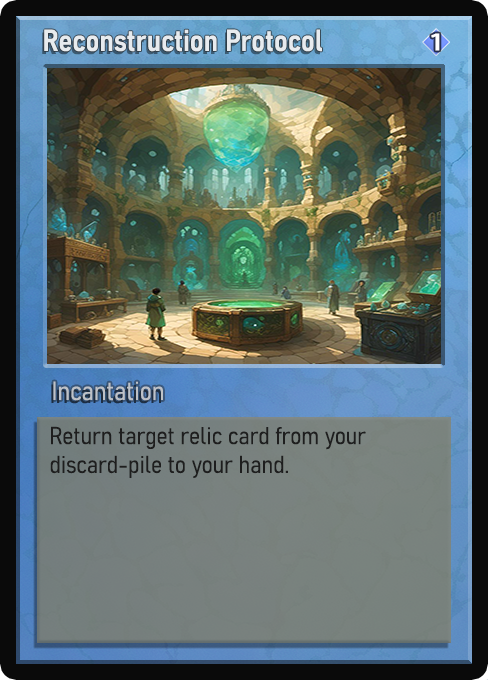 Reconstruction Protocol 1
Incantation
Return target relic card from your
discard-pile to your hand.